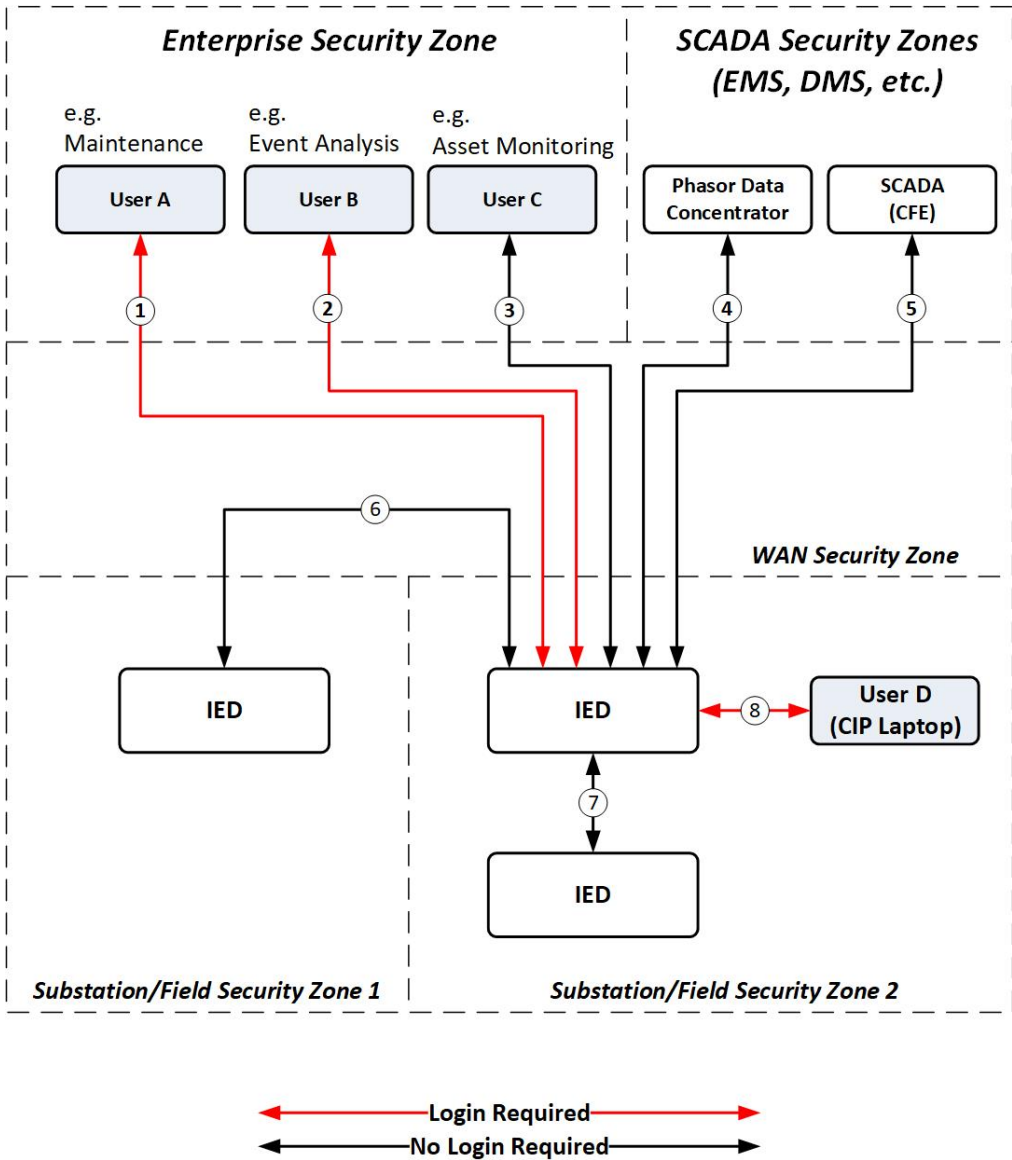 Enterprise Security Zone
SCADA Security Zones
(EMS, DMS, etc.)
e.g.
Maintenance
e.g.
Event Analysis
e.g.
Asset Monitoring
User A
User B
User C
Phasor Data
Concentrator
SCADA
(CFE)
1
2
3
4
5
6
WAN Security Zone
IED
IED
8
User D
(CIP Laptop)
7
IED
Substation/Field Security Zone 1
Substation/Field Security Zone 2
Login Required
No Login Required